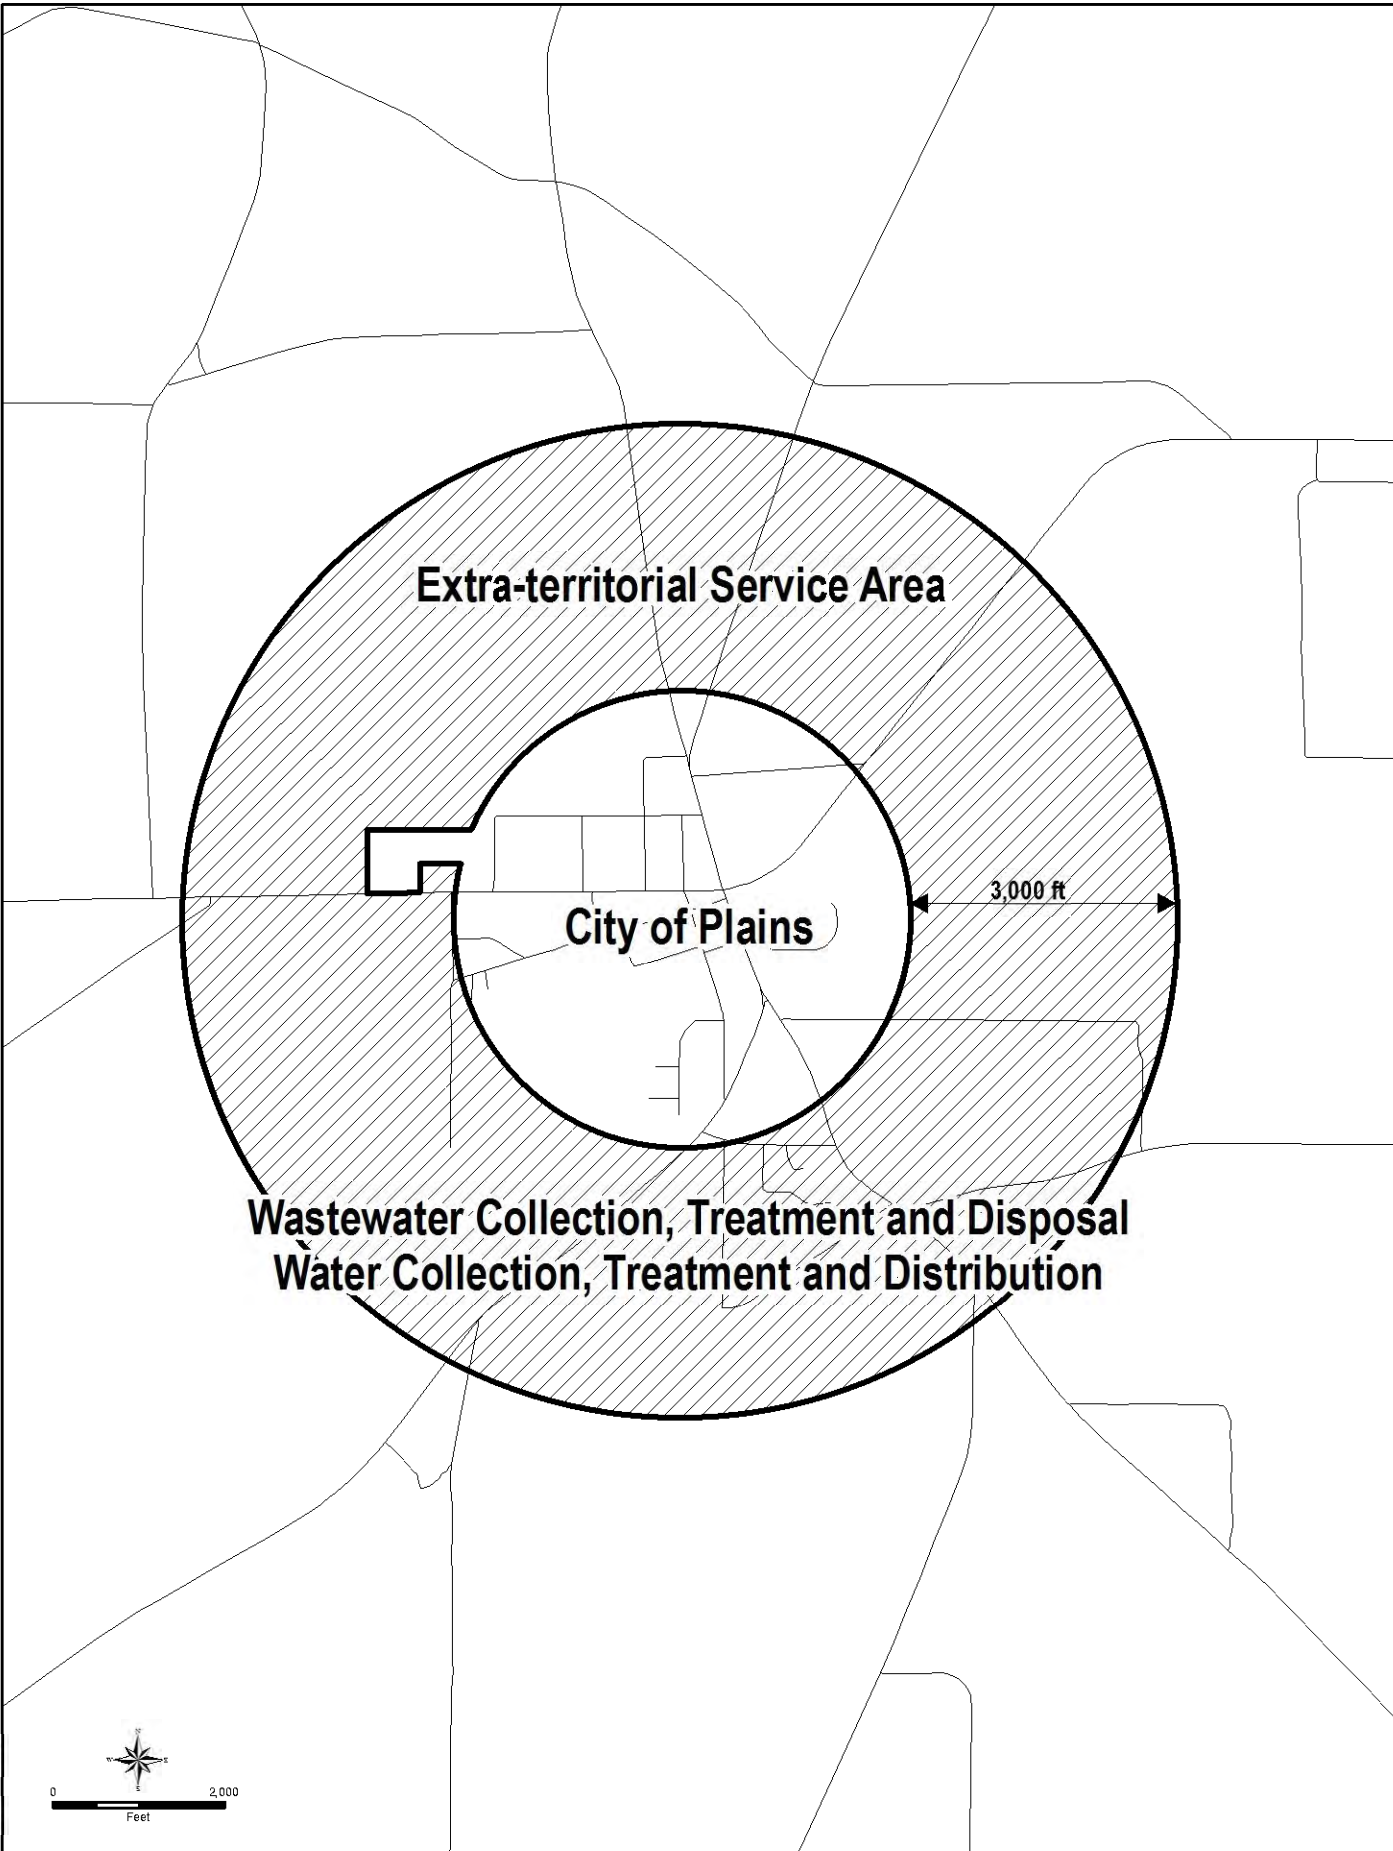 Extra-territorial Service Area
3,000 ft
City of Plains
Wastewater Collection, Treatment and Disposal
Water Collection, Treatment and Distribution
N
W
E
S
0 2,000
Feet